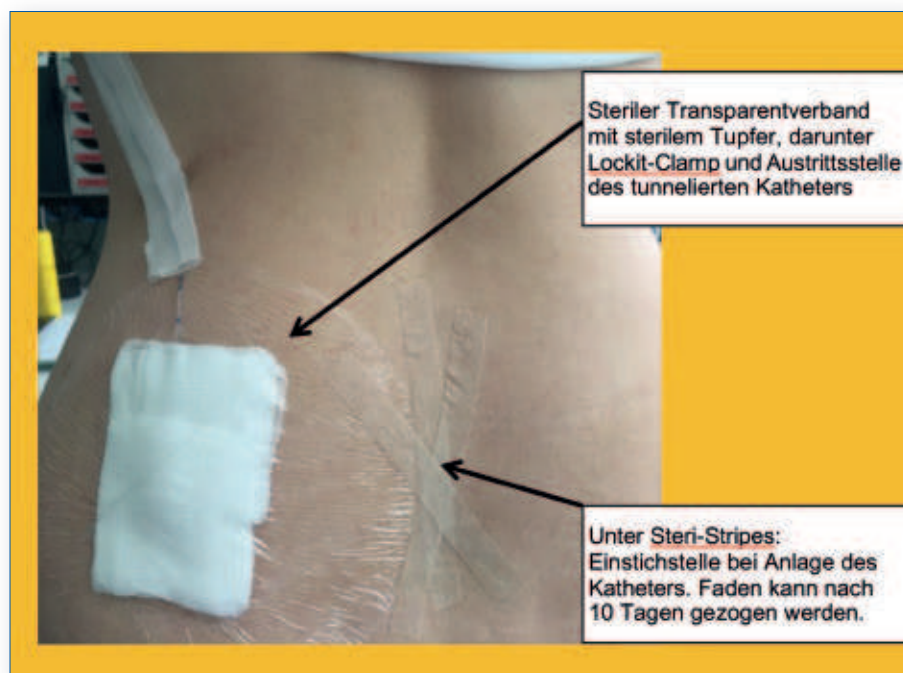 Steriler Transparentverband
mit sterilem Tupfer, darunter
Lockit-Clamp und Austrittsstelle
des tunnelierten Katheters
Unter Steri-Stripes:
Einstichstelle bei Anlage des
Katheters. Faden kann nach
10 Tagen gezogen werden.